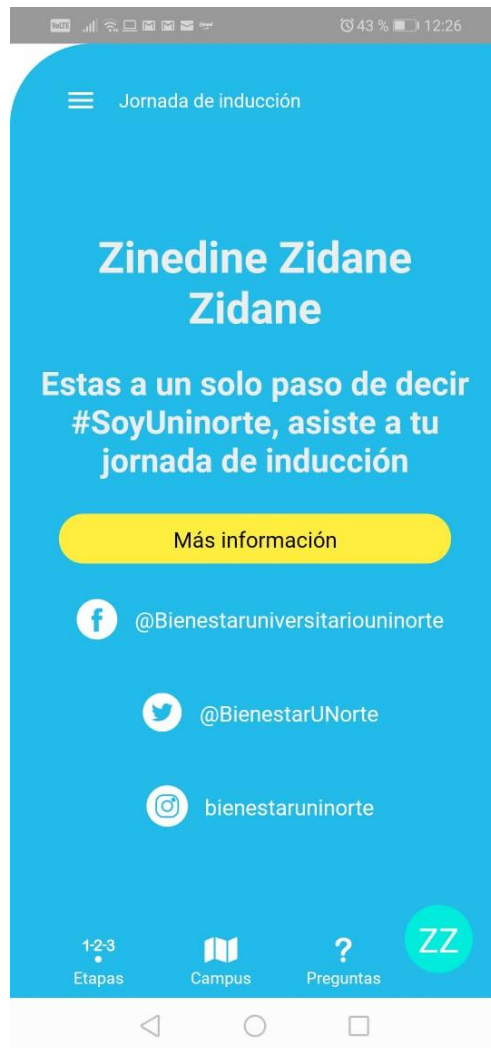 VoLTE 43 % 12:26
Jornada de inducción
Zinedine Zidane
Zidane
Estas a un solo paso de decir
#SoyUninorte, asiste a tu
jornada de inducción
Más información
@Bienestaruniversitariouninorte
@BienestarUNorte
bienestaruninorte
1-2-3 ?
Etapas Campus Preguntas
ZZ